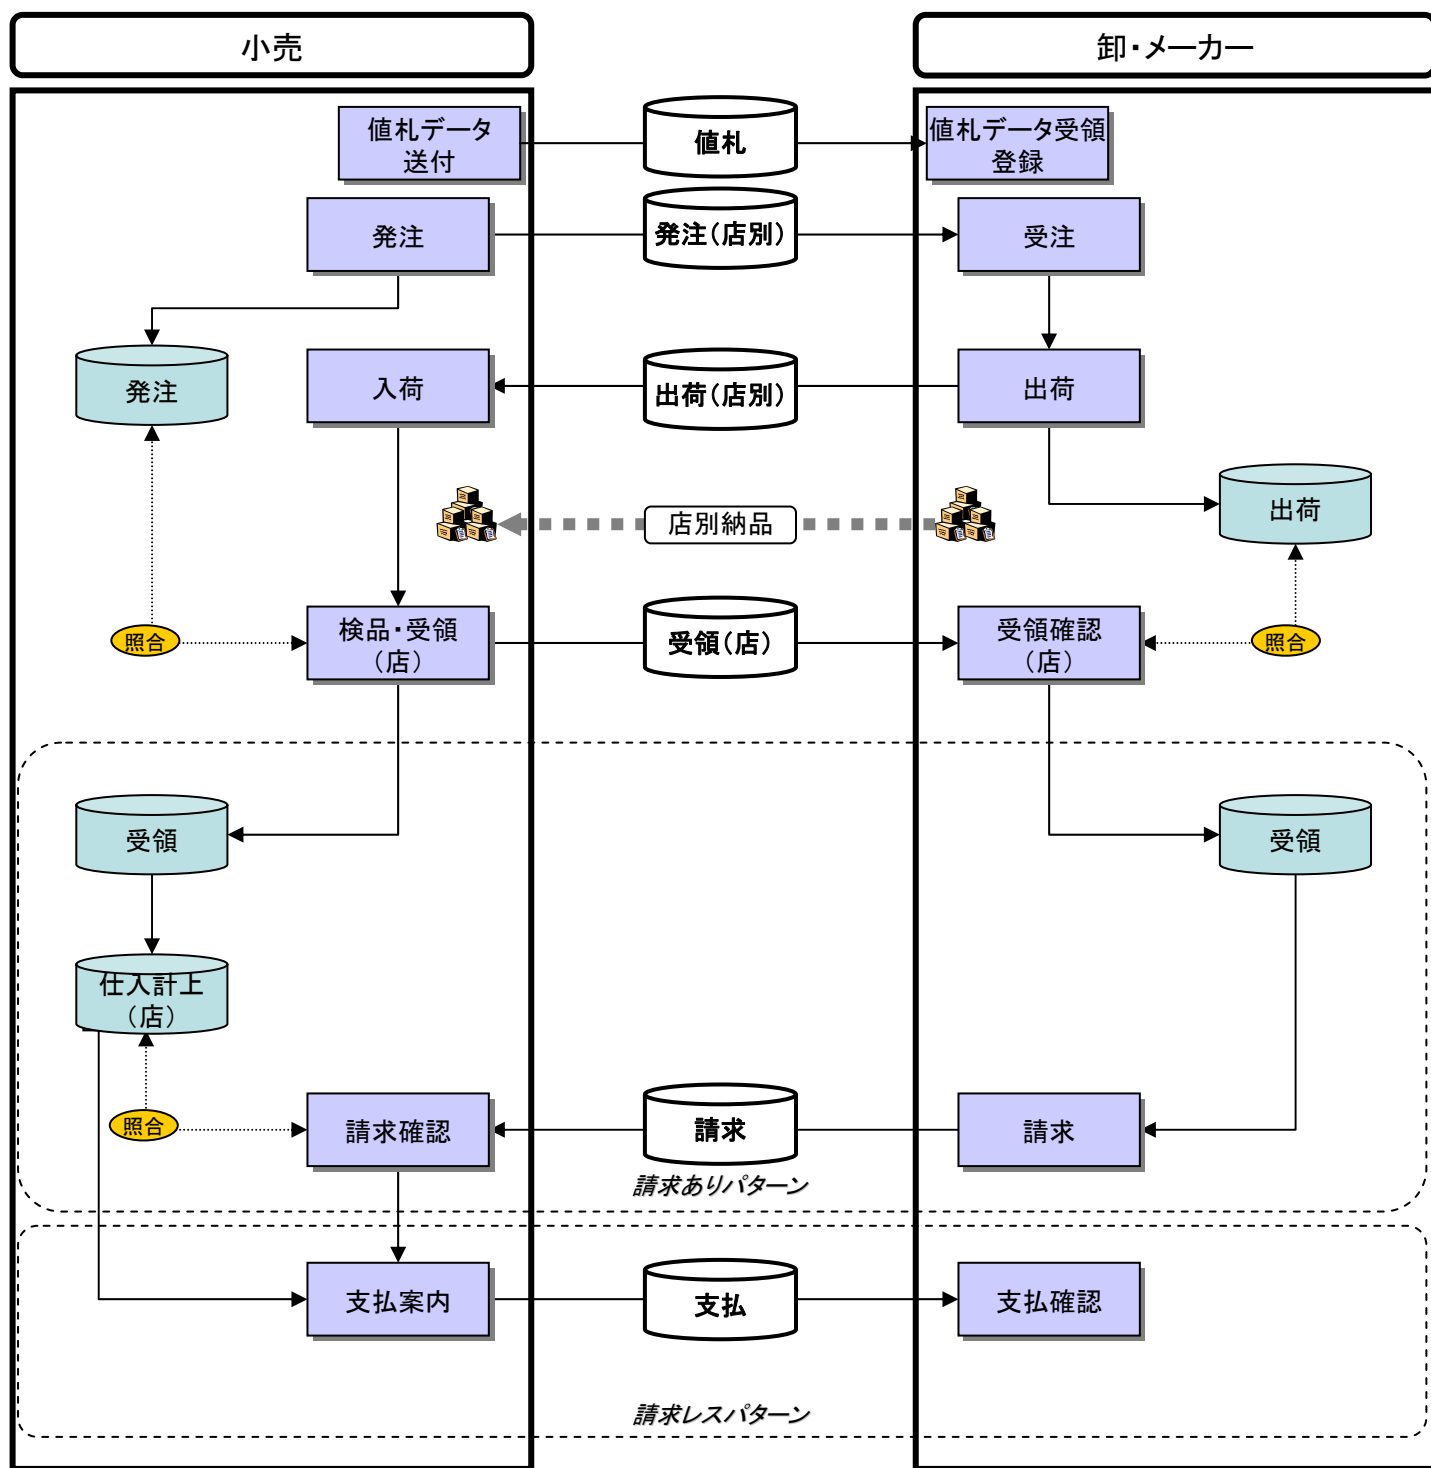 小売
卸・メーカー
値札データ
送付
値札
値札データ受領
登録
発注
発注（店別）
受注
発注
入荷
出荷（店別）
出荷
出荷
店別納品
照合
検品・受領
（店）
受領（店）
受領確認
（店）
照合
受領
受領
仕入計上
（店）
照合
請求確認
請求
請求
請求ありパターン
支払案内
支払
支払確認
請求レスパターン